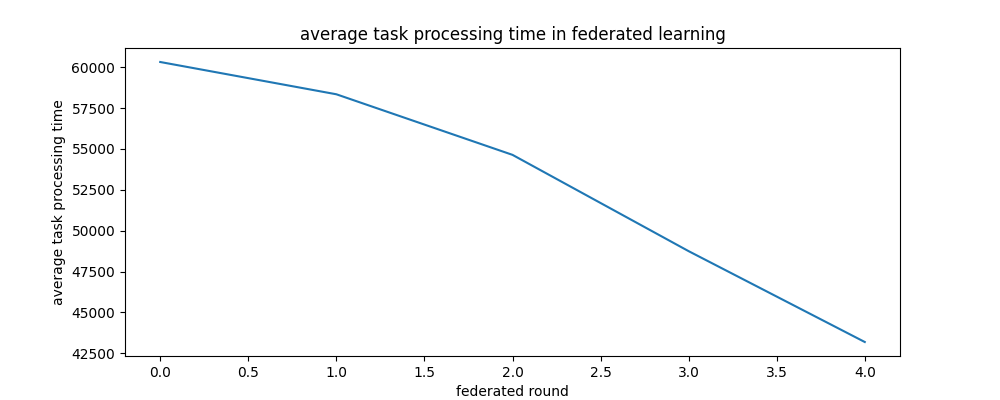 average task processing time in federated learning
average task processing time
60000
57500
55000
52500
50000
47500
45000
42500
0.0 0.5 1.0 1.5 2.0 2.5 3.0 3.5 4.0
federated round